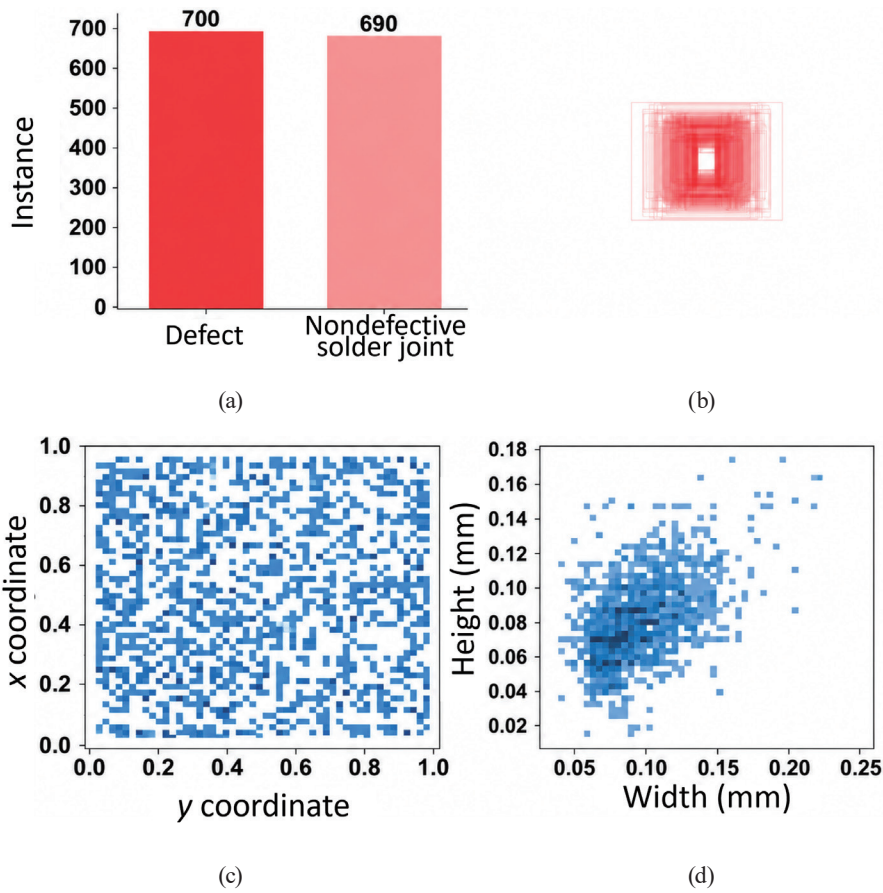 700
690
700
600
500
400
300
200
100
0
Instance
Defect
Nondefective
solder joint
(a)
(b)
1.0
0.8
0.6
0.4
0.2
0.0
x coordinate
0.0 0.2 0.4 0.6 0.8 1.0
y coordinate
(c)
0.18
0.16
0.14
0.12
0.10
0.08
0.06
0.04
0.02
Height (mm)
0.05 0.10 0.15 0.20 0.25
Width (mm)
(d)